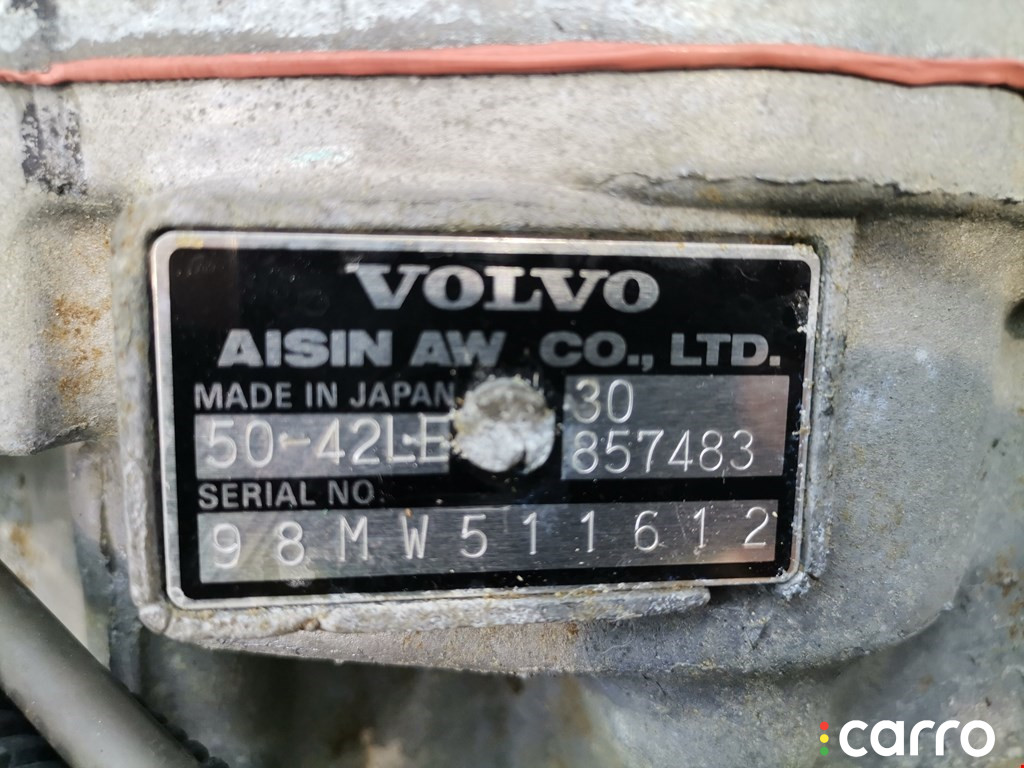 VOLVO
AISIN AW CO., LTD.
MADE IN JAPAN
50-42LE
30
857483
SERIAL NO.
98MW511612
carro